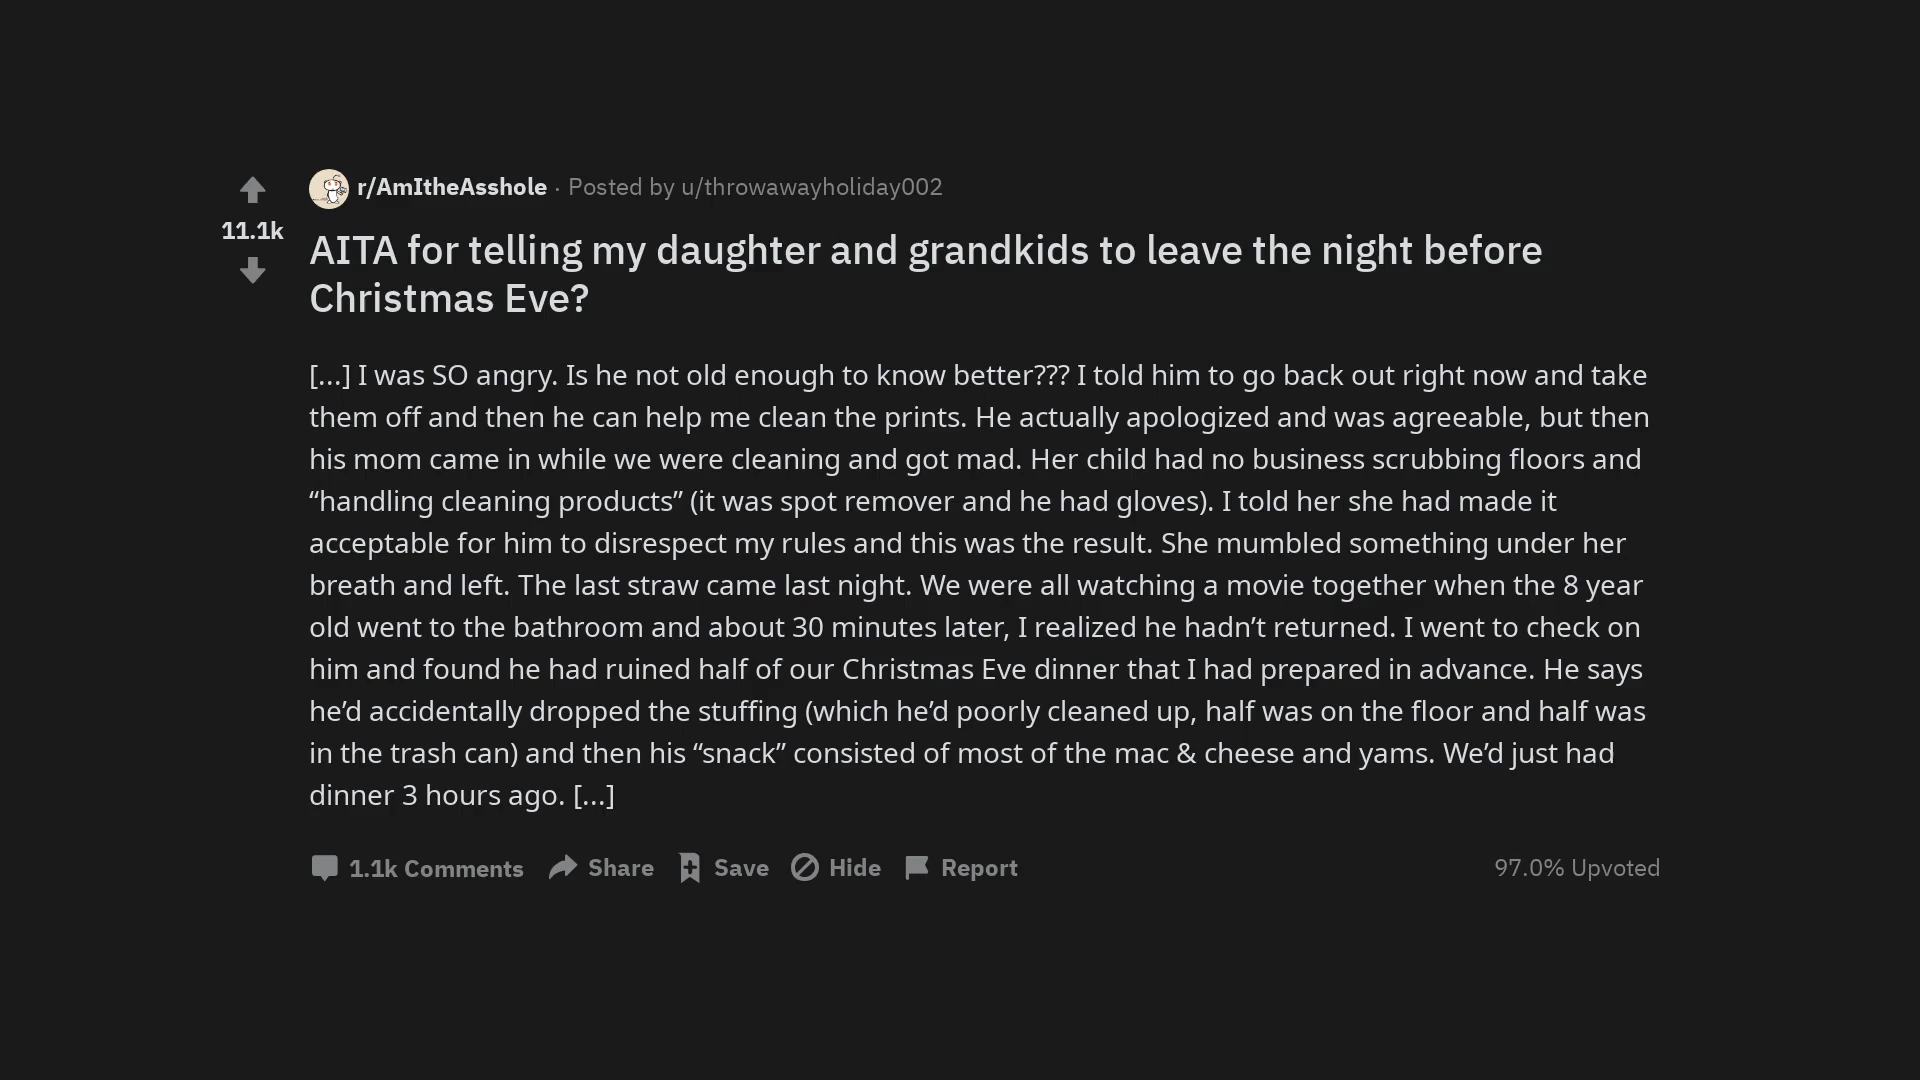 r/AmItheAsshole · Posted by u/throwawayholiday002
11.1k
AITA for telling my daughter and grandkids to leave the night before
Christmas Eve?
[...] I was SO angry. Is he not old enough to know better??? I told him to go back out right now and take
them off and then he can help me clean the prints. He actually apologized and was agreeable, but then
his mom came in while we were cleaning and got mad. Her child had no business scrubbing floors and
“handling cleaning products” (it was spot remover and he had gloves). I told her she had made it
acceptable for him to disrespect my rules and this was the result. She mumbled something under her
breath and left. The last straw came last night. We were all watching a movie together when the 8 year
old went to the bathroom and about 30 minutes later, I realized he hadn’t returned. I went to check on
him and found he had ruined half of our Christmas Eve dinner that I had prepared in advance. He says
he’d accidentally dropped the stuffing (which he’d poorly cleaned up, half was on the floor and half was
in the trash can) and then his “snack” consisted of most of the mac & cheese and yams. We’d just had
dinner 3 hours ago. [...]
1.1k Comments Share Save Hide Report 97.0% Upvoted